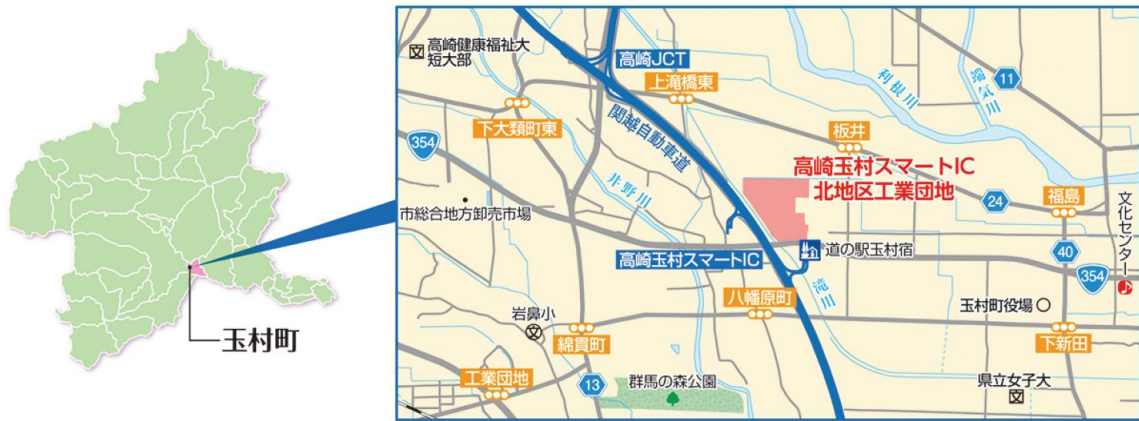 玉村町
高崎健康福祉大
短大部
高崎JCT
上滝橋東
下大類町東
関越自動車道
利根川
端気川
11
板井
354
井野川
高崎玉村スマートIC
北地区工業団地
24
福島
文化センター
市総合地方卸売市場
高崎玉村スマートIC
道の駅玉村宿
40
354
滝川
八幡原町
玉村町役場
岩鼻小
綿貫町
下新田
工業団地
13
群馬の森公園
県立女子大